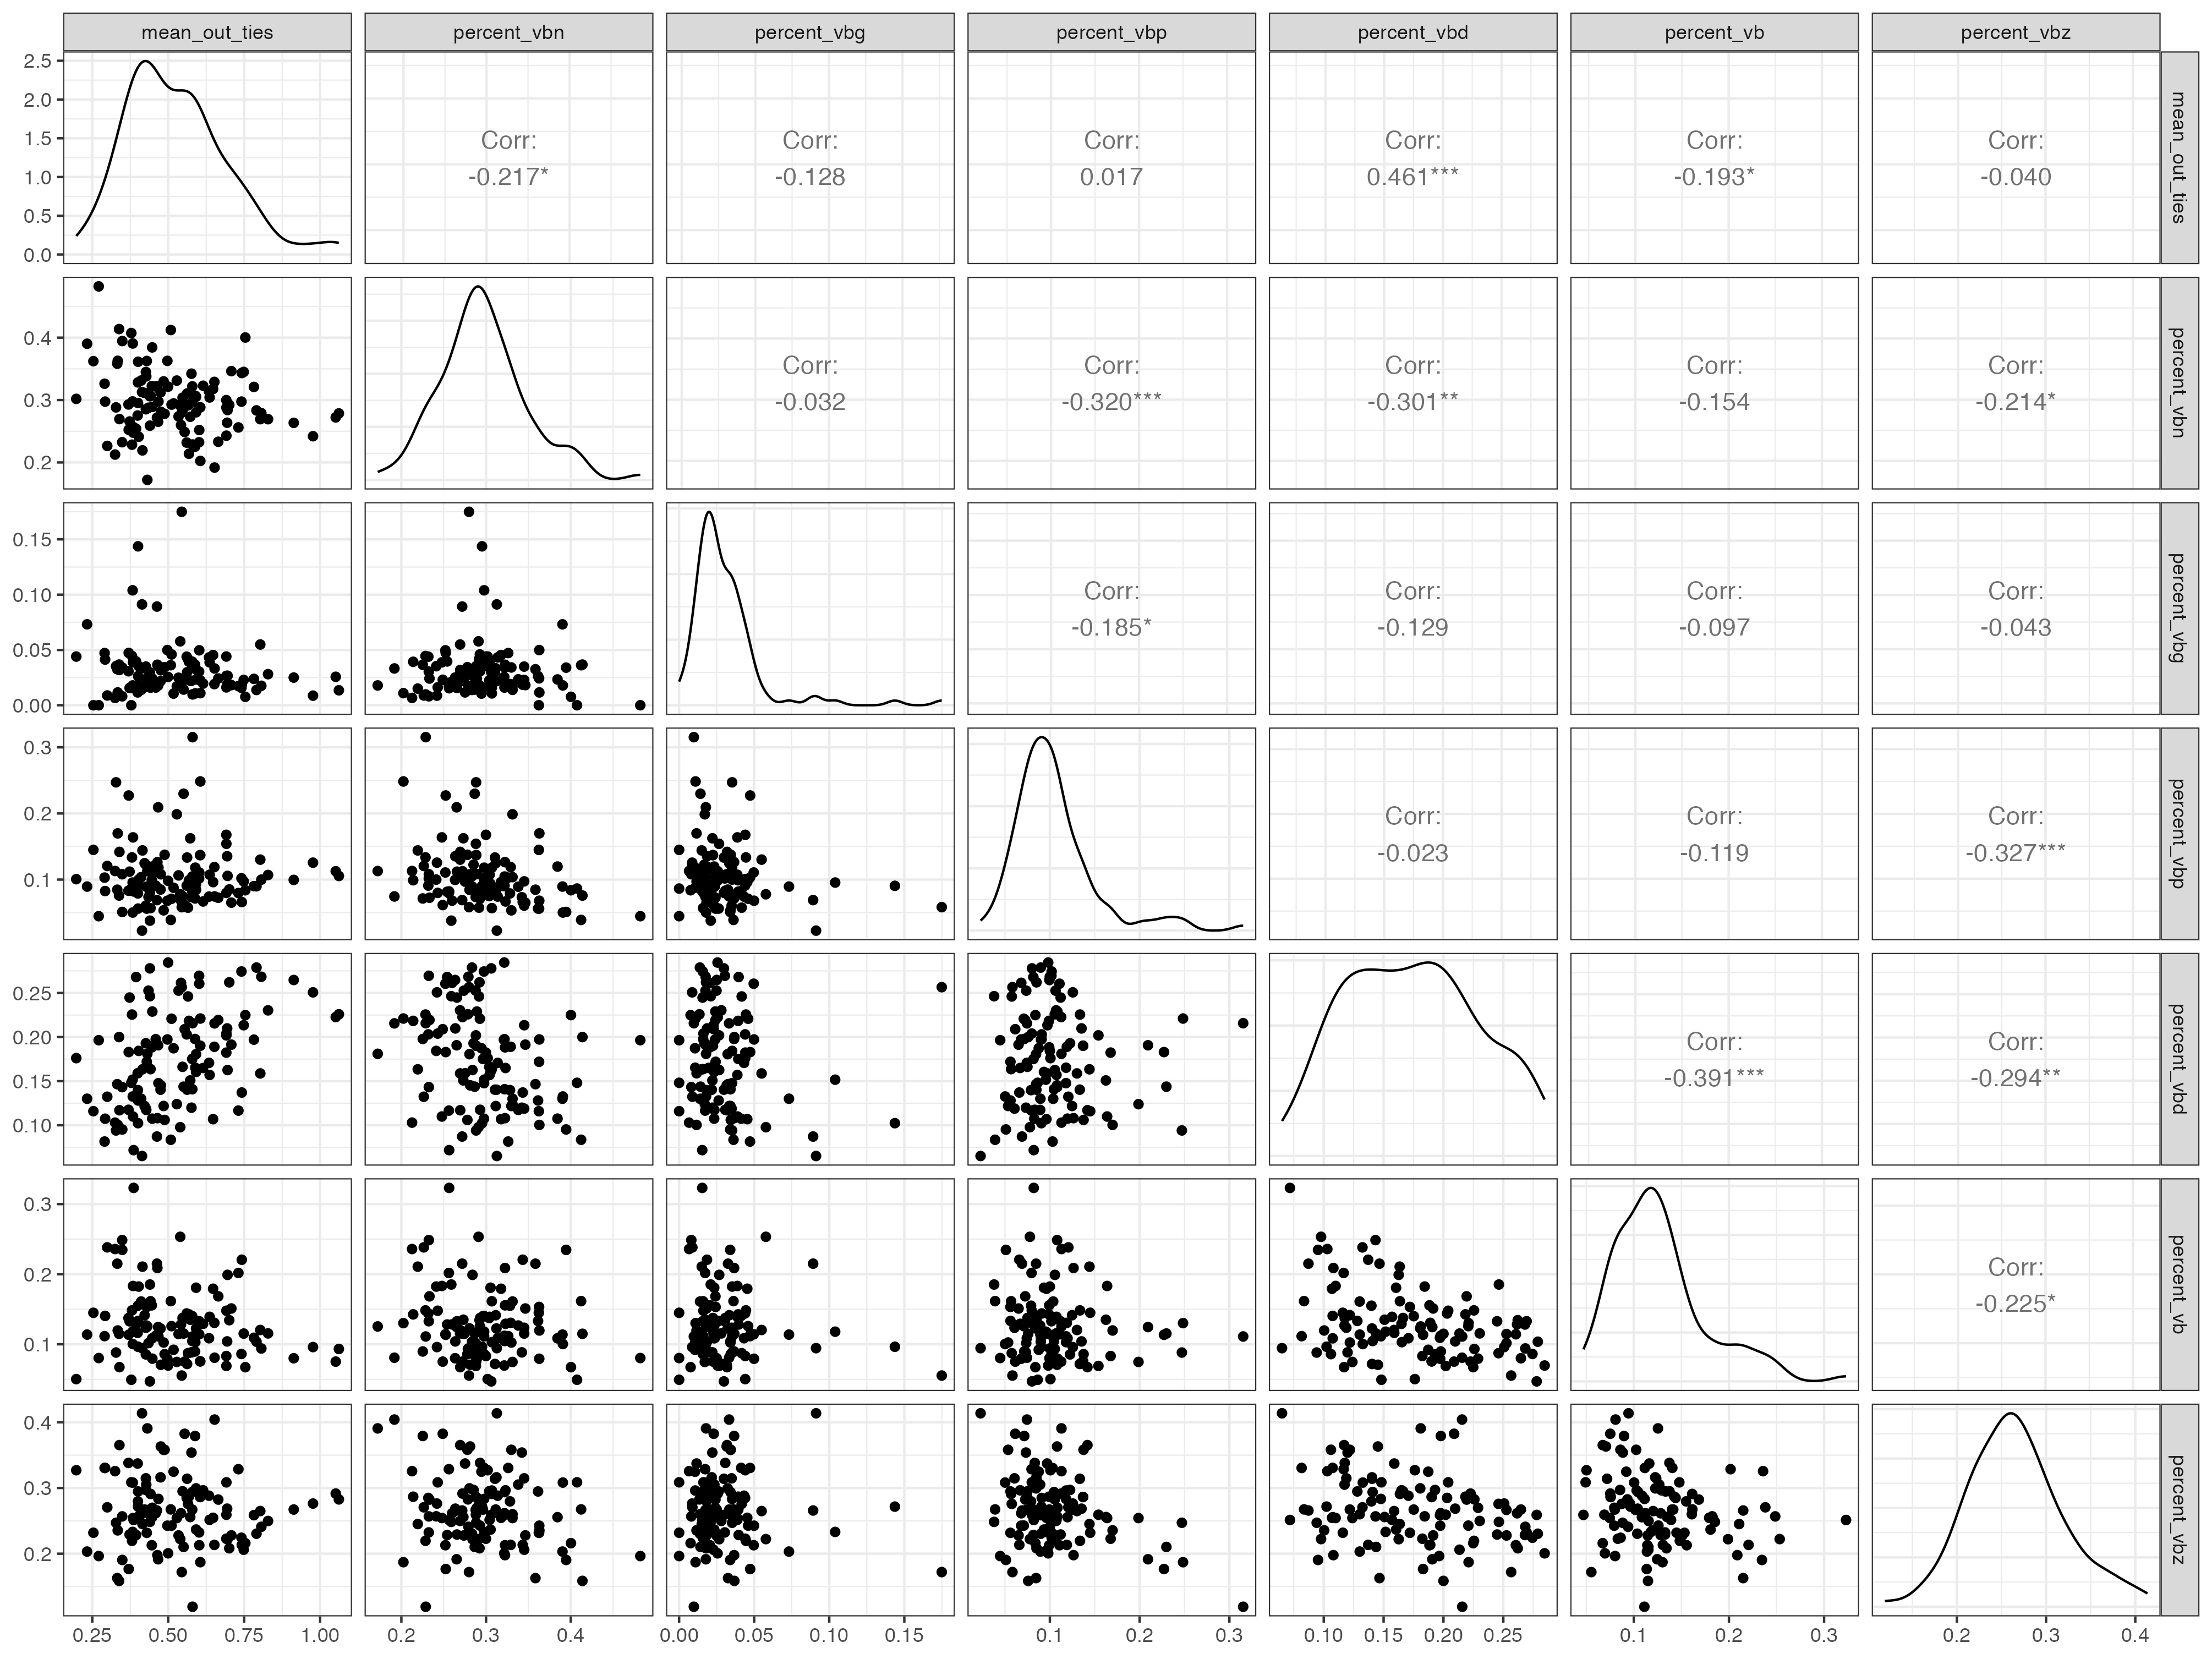 mean_out_ties percent_vbn percent_vbg percent_vbp percent_vbd percent_vb percent_vbz
2.5
2.0
1.5
1.0
0.5
0.0
Corr:
-0.217*
Corr:
-0.128
Corr:
0.017
Corr:
0.461***
Corr:
-0.193*
Corr:
-0.040
mean_out_ties
0.4
0.3
0.2
Corr:
-0.032
Corr:
-0.320***
Corr:
-0.301**
Corr:
-0.154
Corr:
-0.214*
percent_vbn
0.15
0.10
0.05
0.00
Corr:
-0.185*
Corr:
-0.129
Corr:
-0.097
Corr:
-0.043
percent_vbg
0.3
0.2
0.1
Corr:
-0.023
Corr:
-0.119
Corr:
-0.327***
percent_vbp
0.25
0.20
0.15
0.10
Corr:
-0.391***
Corr:
-0.294**
percent_vbd
0.3
0.2
0.1
Corr:
-0.225*
percent_vb
0.4
0.3
0.2
percent_vbz
0.25 0.50 0.75 1.00 0.2 0.3 0.4 0.00 0.05 0.10 0.15 0.1 0.2 0.3 0.10 0.15 0.20 0.25 0.1 0.2 0.3 0.2 0.3 0.4